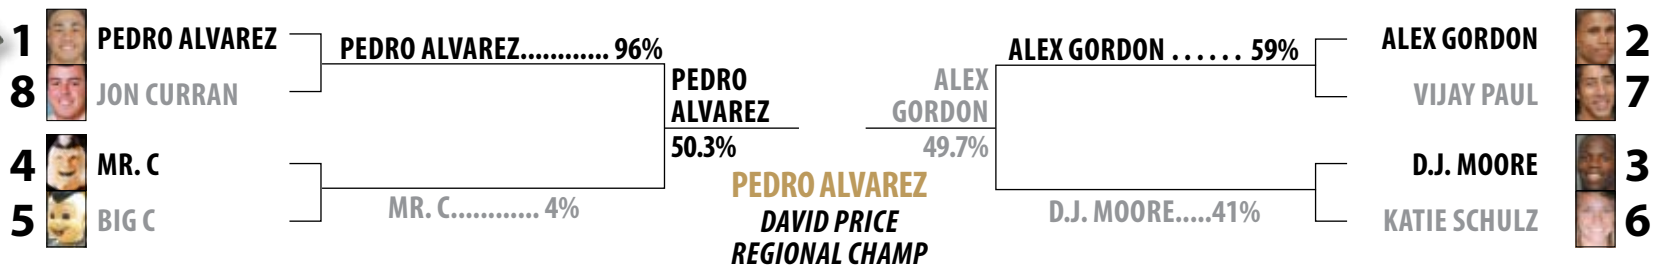 1 PEDRO ALVAREZ
8 JON CURRAN
4 MR. C
5 BIG C
PEDRO ALVAREZ............ 96%
MR. C............ 4%
PEDRO
ALVAREZ
50.3%
PEDRO ALVAREZ
DAVID PRICE
REGIONAL CHAMP
ALEX
GORDON
49.7%
ALEX GORDON . . . . . . 59%
D.J. MOORE.....41%
ALEX GORDON 2
VIJAY PAUL 7
D.J. MOORE 3
KATIE SCHULZ 6